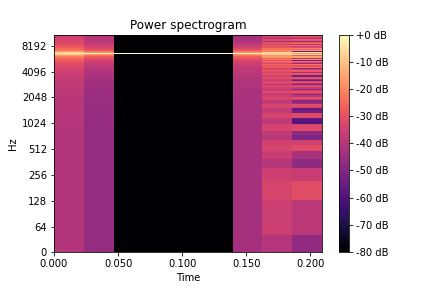 Power spectrogram
8192
4096
2048
1024
512
256
128
64
0
Hz
0.000 0.050 0.100 0.150 0.200
Time
+0 dB
-10 dB
-20 dB
-30 dB
-40 dB
-50 dB
-60 dB
-70 dB
-80 dB